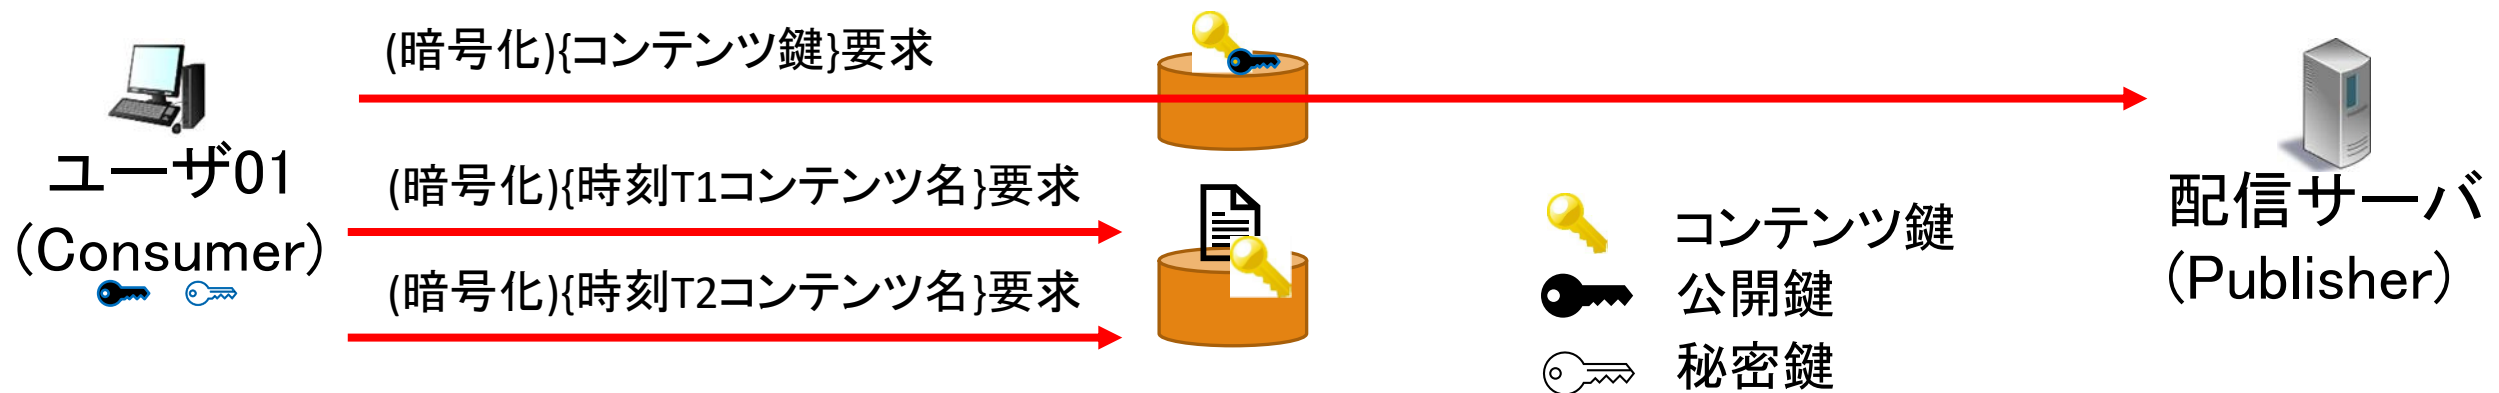 (暗号化){コンテンツ鍵}要求
ユーザ01
(Consumer)
(暗号化){時刻T1コンテンツ名}要求
(暗号化){時刻T2コンテンツ名}要求
コンテンツ鍵
公開鍵
秘密鍵
配信サーバ
(Publisher)